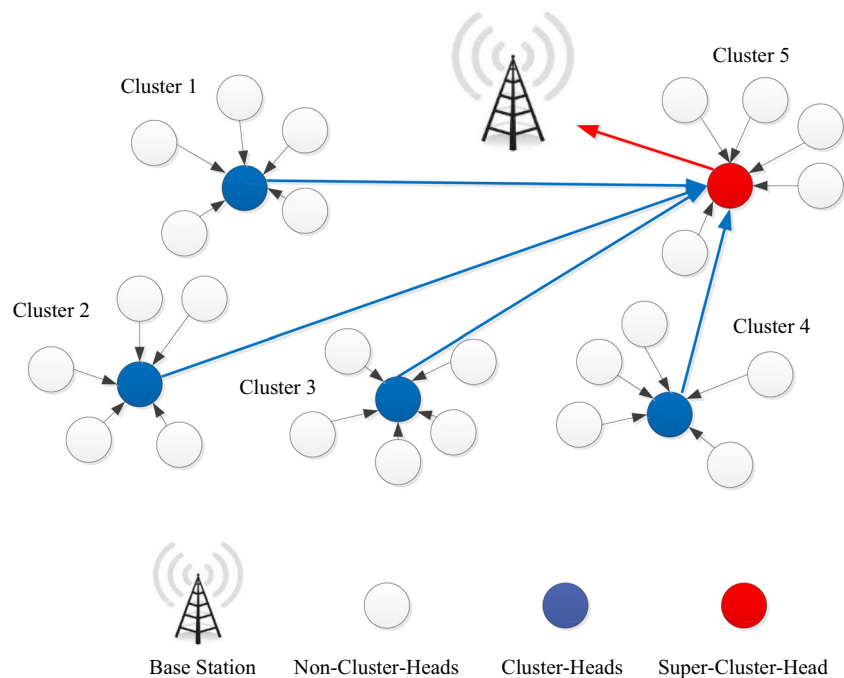 Cluster 5
Cluster 1
Cluster 2
Cluster 4
Cluster 3
Base Station
Non-Cluster-Heads
Cluster-Heads
Super-Cluster-Head